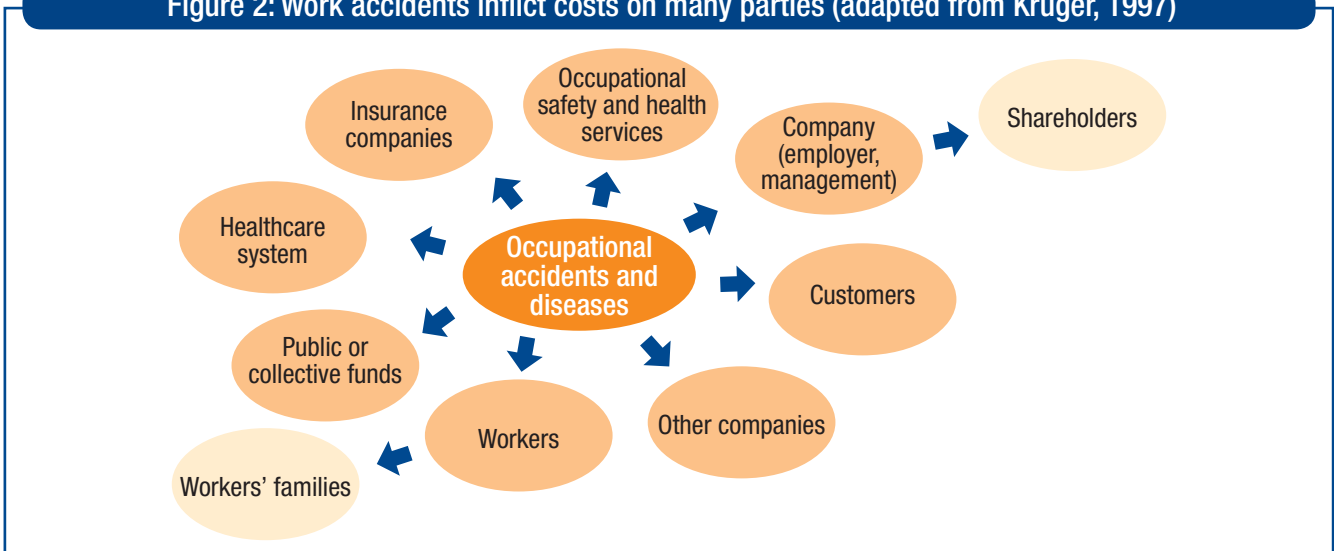 Figure 2: Work accidents inflict costs on many parties (adapted from Krüger, 1997)
Occupational
safety and health
services
Insurance
companies
Company
(employer,
management)
Shareholders
Healthcare
system
Occupational
accidents and
diseases
Customers
Public or
collective funds
Workers
Other companies
Workers’ families